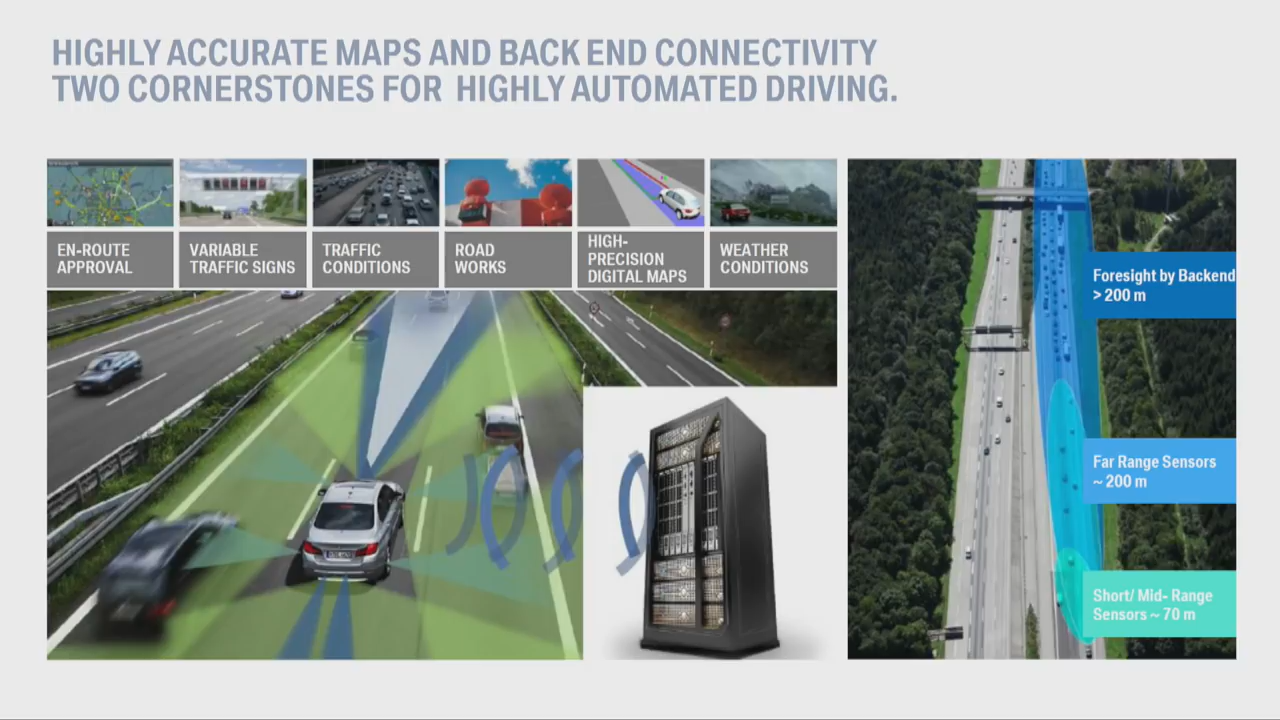 HIGHLY ACCURATE MAPS AND BACK END CONNECTIVITY
TWO CORNERSTONES FOR HIGHLY AUTOMATED DRIVING.
EN-ROUTE
APPROVAL
VARIABLE
TRAFFIC SIGNS
TRAFFIC
CONDITIONS
ROAD
WORKS
HIGH-
PRECISION
DIGITAL MAPS
WEATHER
CONDITIONS
Foresight by Backend
> 200 m
Far Range Sensors
~ 200 m
Short/ Mid- Range
Sensors ~ 70 m